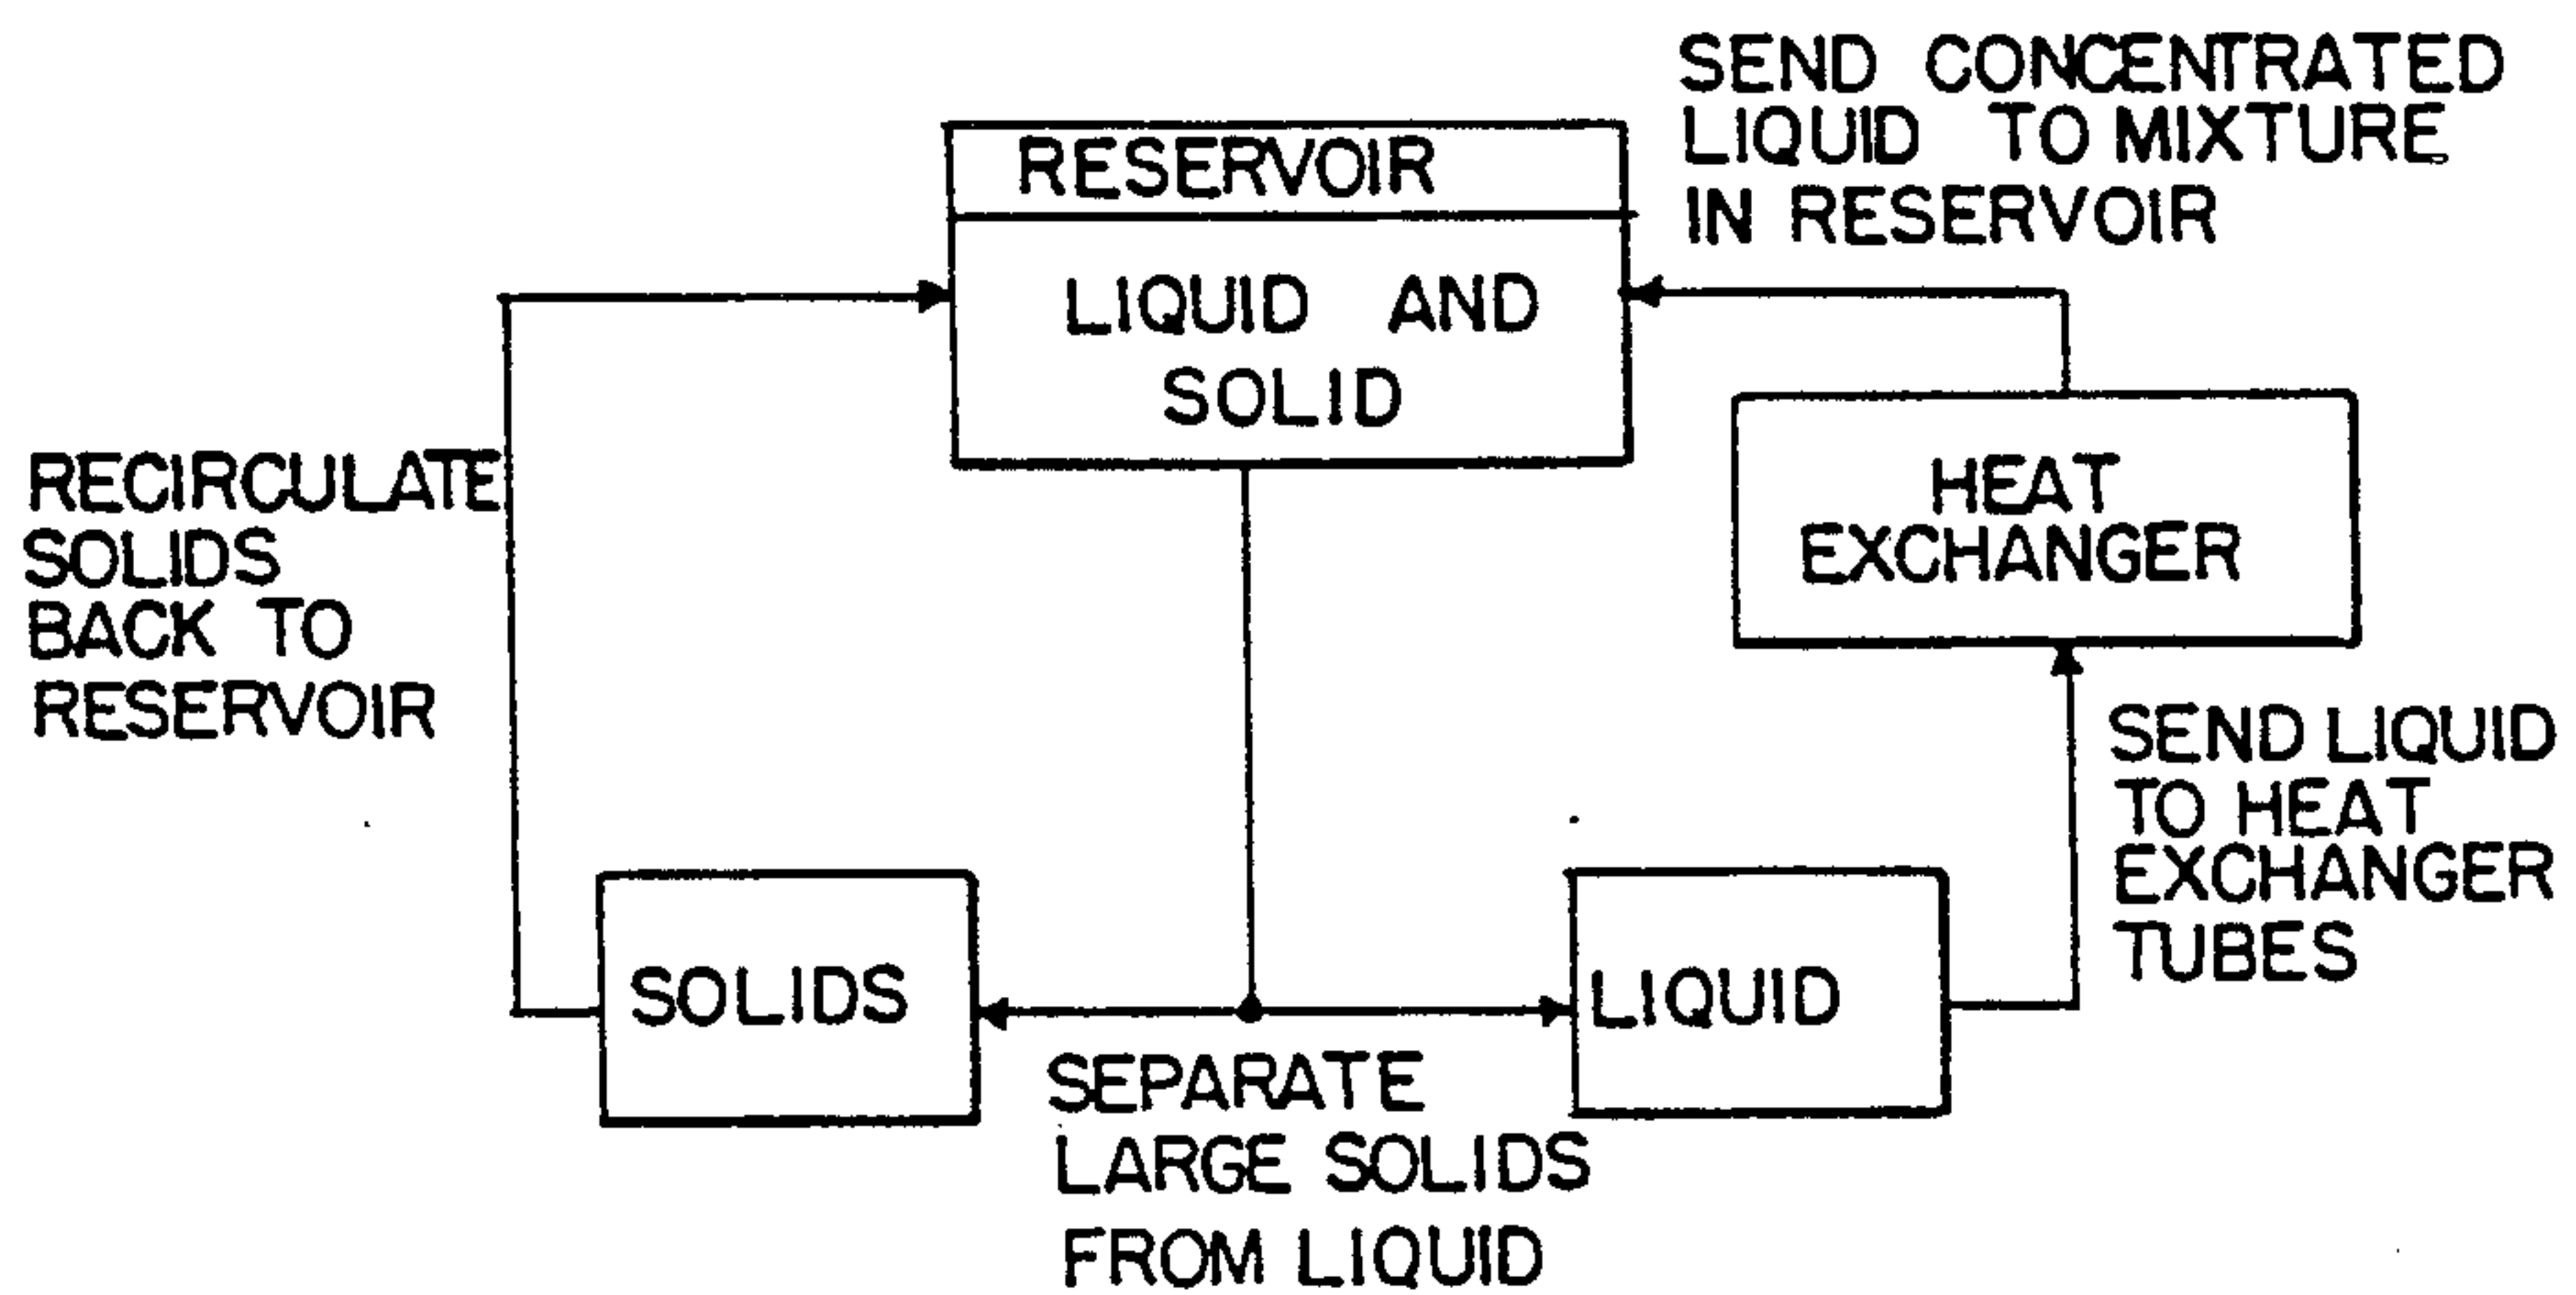 SEND CONCENTRATED
LIQUID TO MIXTURE
IN RESERVOIR
RESERVOIR
LIQUID AND
SOLID
HEAT
EXCHANGER
RECIRCULATE
SOLIDS
BACK TO
RESERVOIR
SEND LIQUID
TO HEAT
EXCHANGER
TUBES
SOLIDS
LIQUID
SEPARATE
LARGE SOLIDS
FROM LIQUID